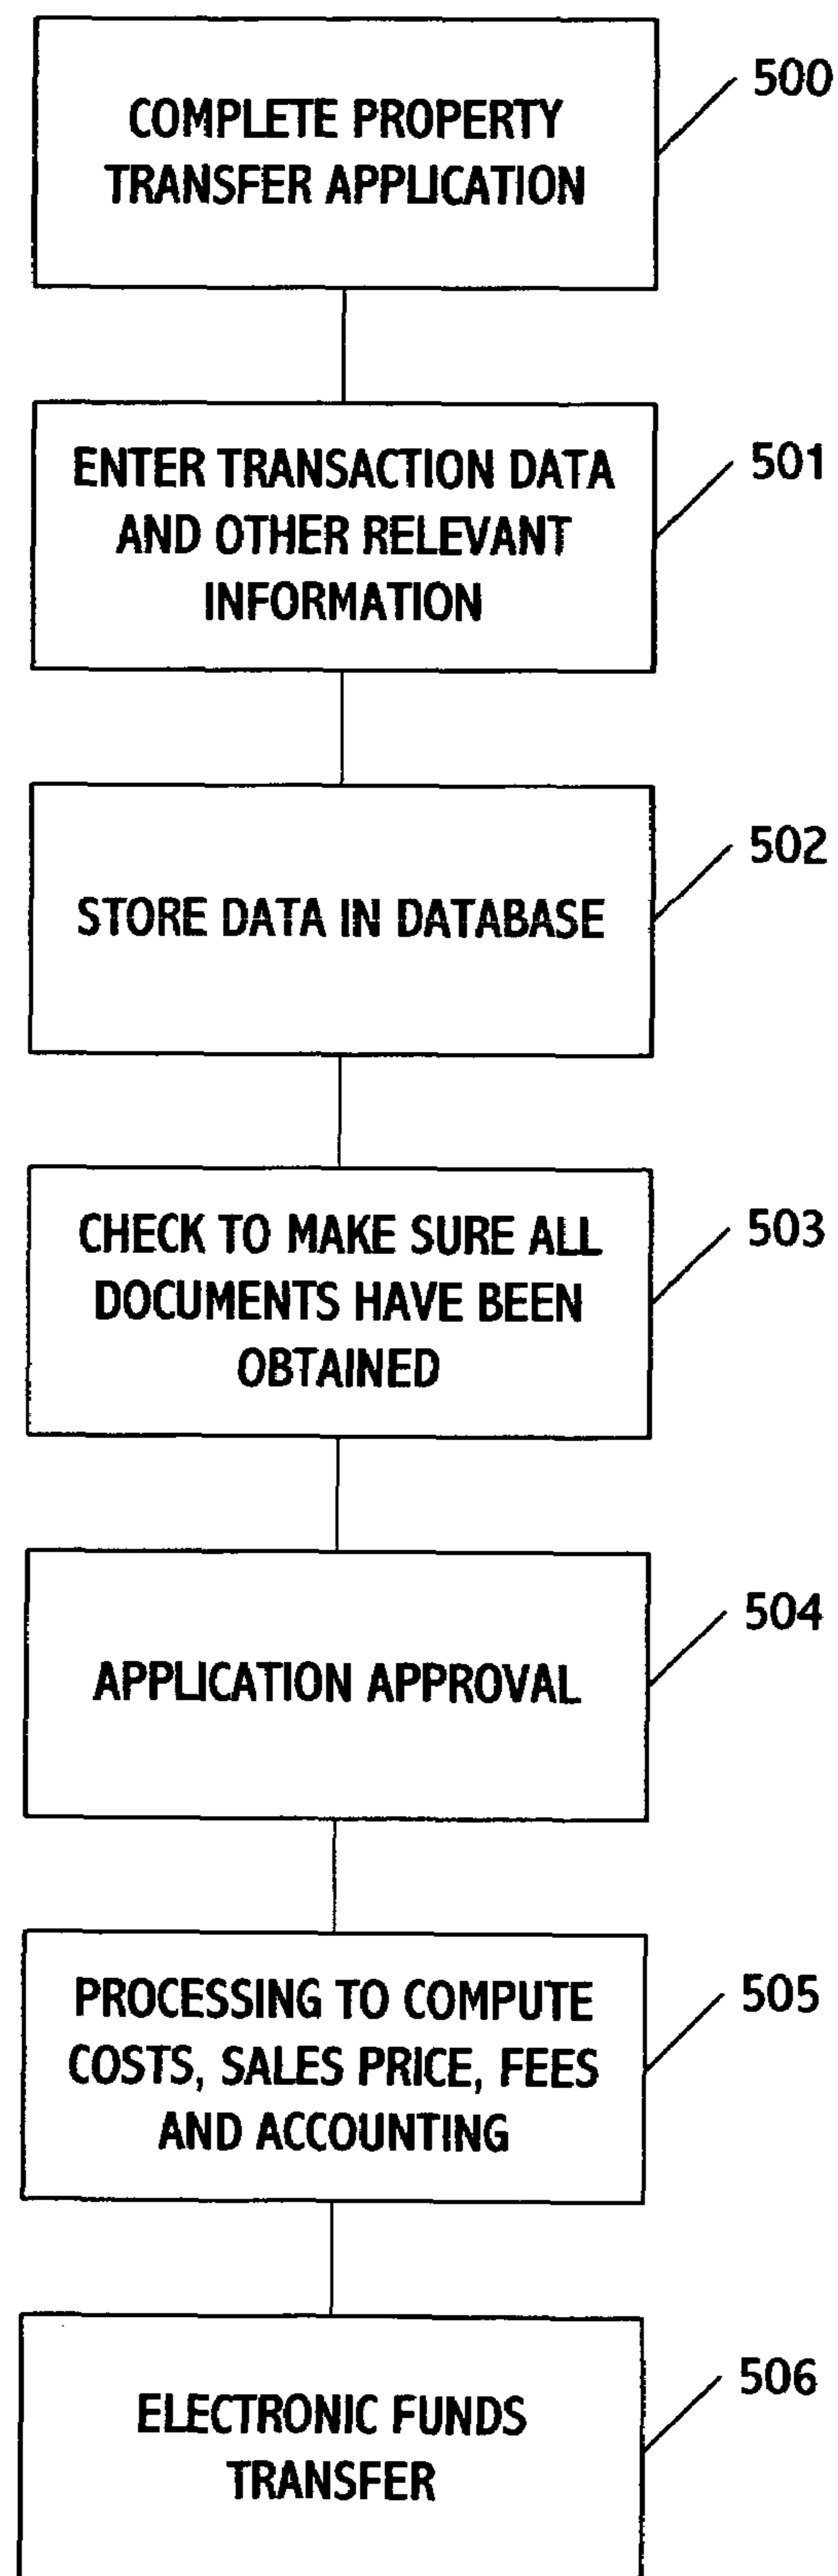 COMPLETE PROPERTY
TRANSFER APPLICATION
500
ENTER TRANSACTION DATA
AND OTHER RELEVANT
INFORMATION
501
STORE DATA IN DATABASE
502
CHECK TO MAKE SURE ALL
DOCUMENTS HAVE BEEN
OBTAINED
503
APPLICATION APPROVAL
504
PROCESSING TO COMPUTE
COSTS, SALES PRICE, FEES
AND ACCOUNTING
505
ELECTRONIC FUNDS
TRANSFER
506